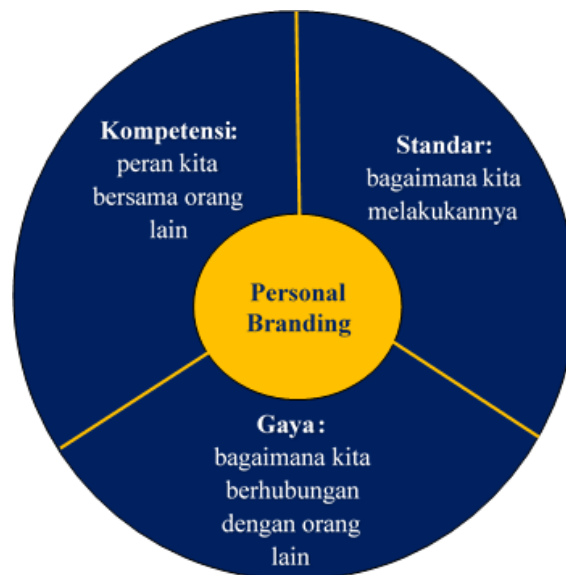 Kompetensi:
peran kita
bersama orang
lain
Standar:
bagaimana kita
melakukannya
Personal
Branding
Gaya :
bagaimana kita
berhubungan
dengan orang
lain